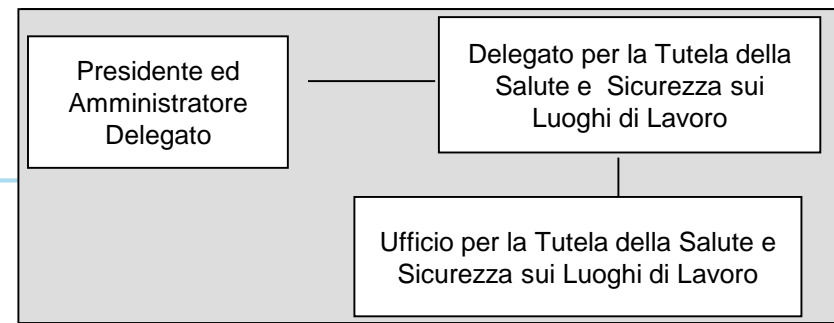 Presidente ed
Amministratore
Delegato
Delegato per la Tutela della
Salute e Sicurezza sui
Luoghi di Lavoro
Ufficio per la Tutela della Salute e
Sicurezza sui Luoghi di Lavoro